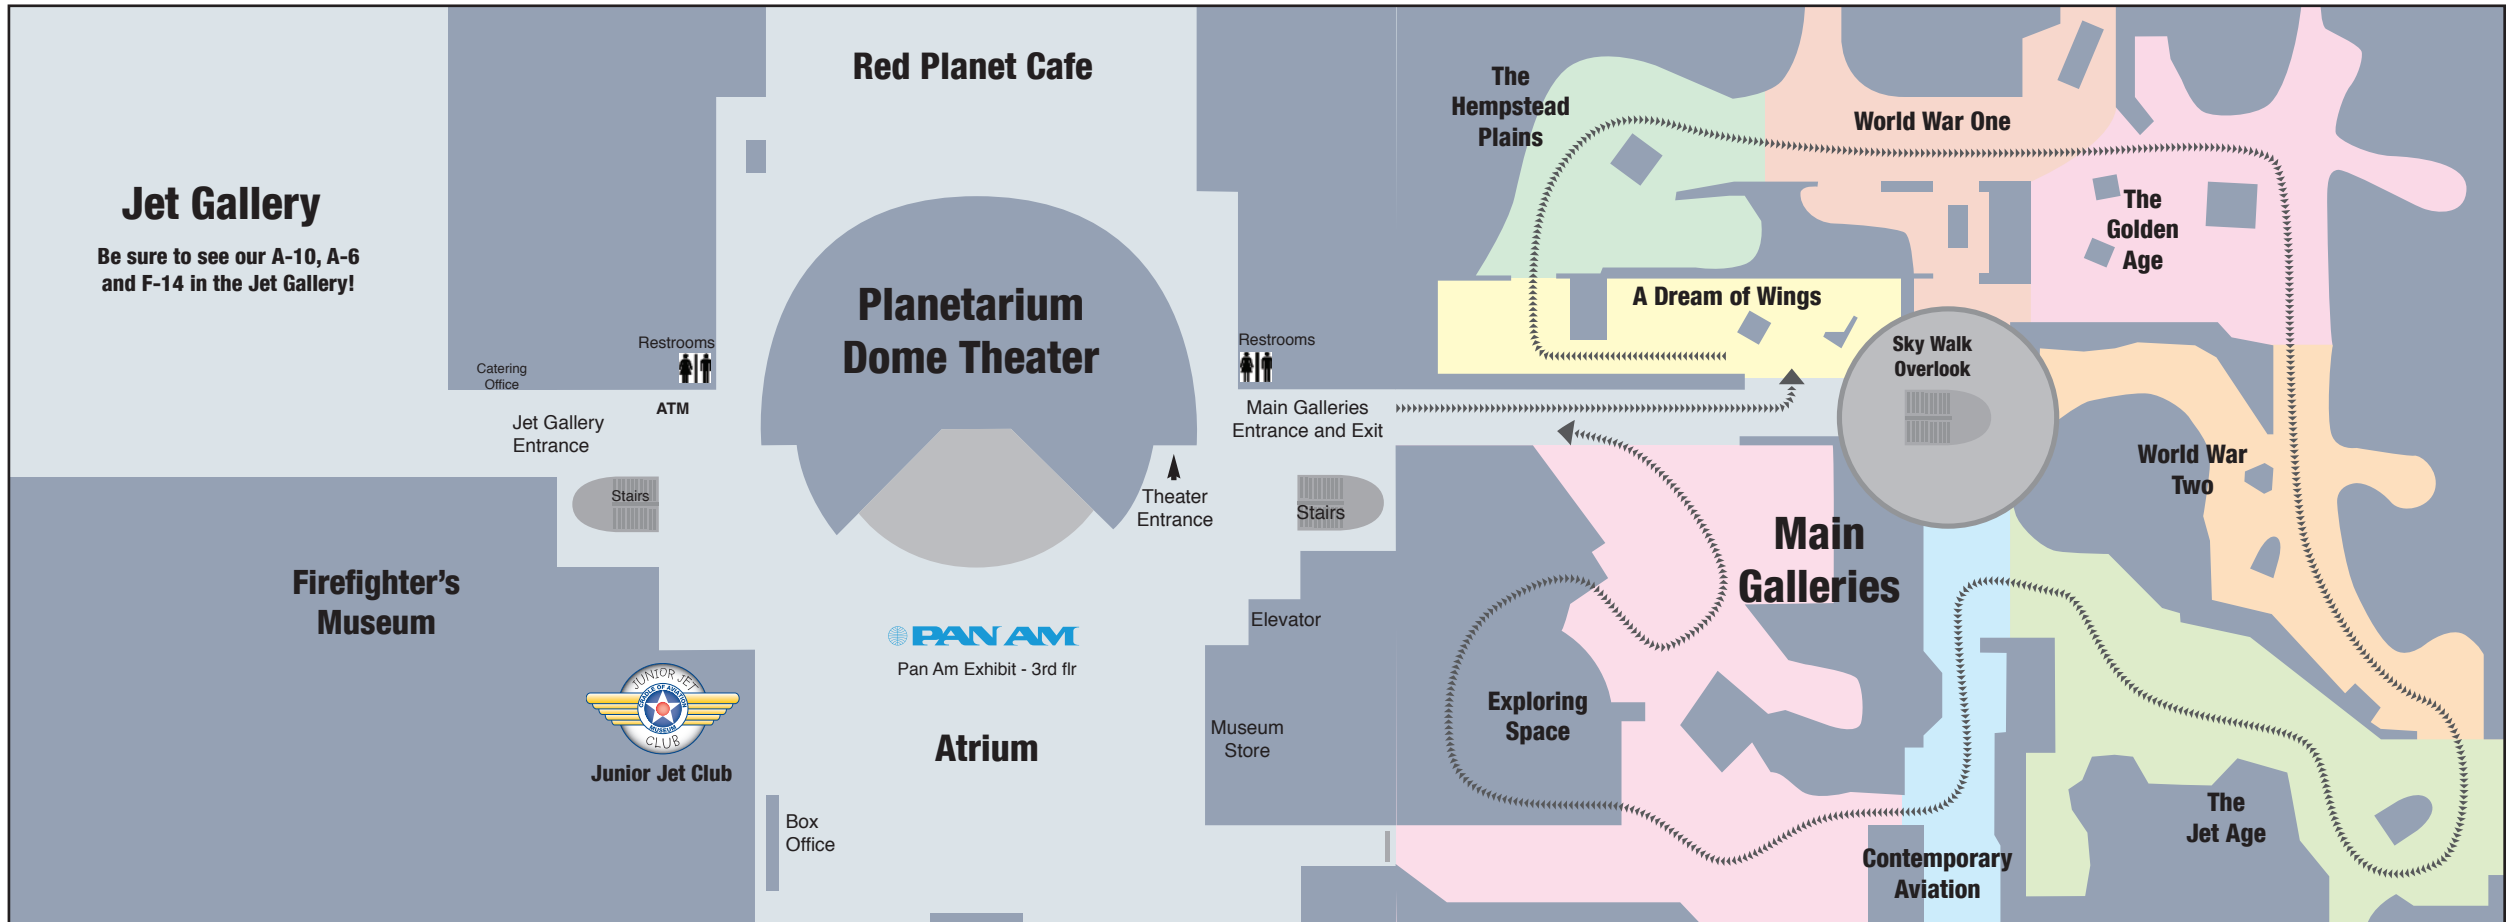 Jet Gallery
Be sure to see our A-10, A-6
and F-14 in the Jet Gallery!
Catering
Office
Restrooms
ATM
Jet Gallery
Entrance
Stairs
Firefighter's
Museum
JUNIOR JET
CRADLE OF AVIATION
MUSEUM
CLUB
Junior Jet Club
Red Planet Cafe
Planetarium
Dome Theater
Theater
Entrance
PAN AM
Pan Am Exhibit - 3rd flr
Atrium
Box
Office
Restrooms
Main Galleries
Entrance and Exit
Stairs
Elevator
Museum
Store
The
Hempstead
Plains
World War One
The
Golden
Age
A Dream of Wings
Sky Walk
Overlook
World War
Two
Main
Galleries
Exploring
Space
Contemporary
Aviation
The
Jet Age